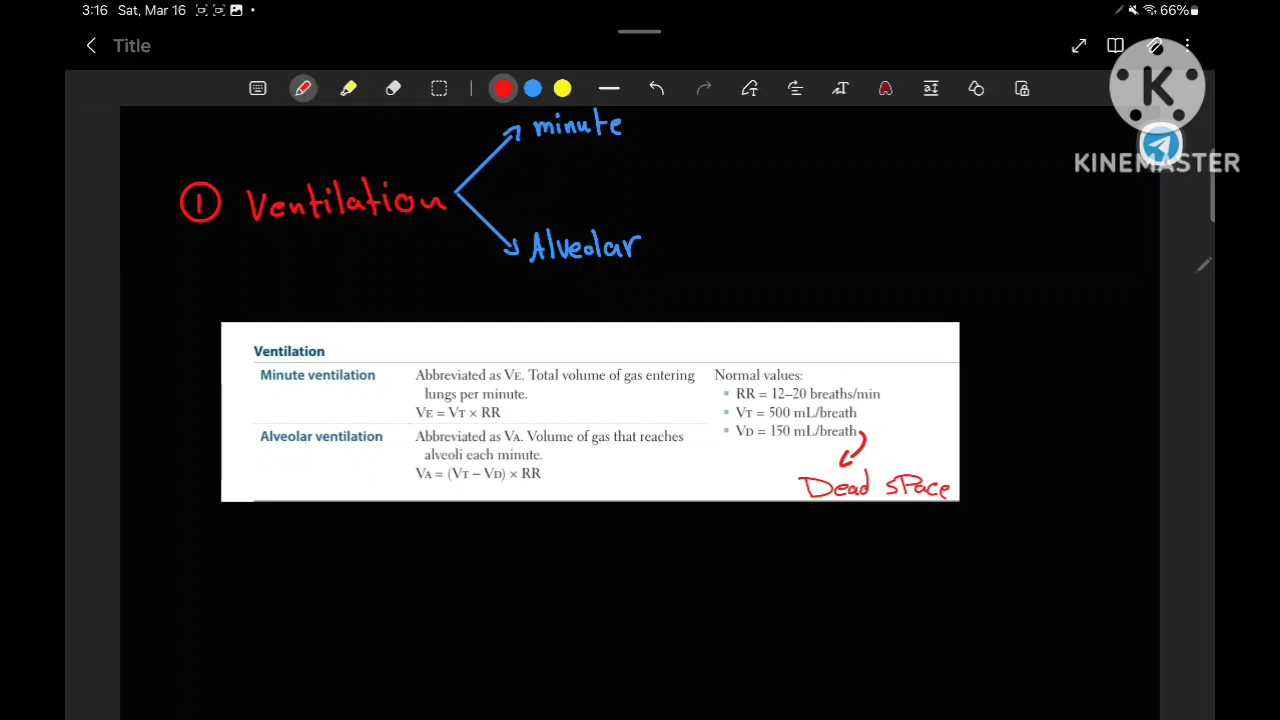 3:16 Sat, Mar 16
66%
Title
K
KINEMASTER
minute
① Ventilation
Alveolar
Ventilation
Minute ventilation
Abbreviated as VE. Total volume of gas entering
lungs per minute.
VE = VT × RR
Alveolar ventilation
Abbreviated as VA. Volume of gas that reaches
alveoli each minute.
VA = (VT – VD) × RR
Normal values:
▪ RR = 12–20 breaths/min
▪ VT = 500 mL/breath
▪ VD = 150 mL/breath
Dead sPace